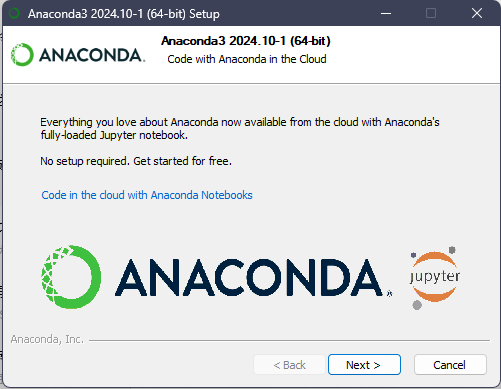 Anaconda3 2024.10-1 (64-bit) Setup
ANACONDA.
Anaconda3 2024.10-1 (64-bit)
Code with Anaconda in the Cloud
Everything you love about Anaconda now available from the cloud with Anaconda's
fully-loaded Jupyter notebook.
No setup required. Get started for free.
Code in the cloud with Anaconda Notebooks
ANACONDA®
jupyter
Anaconda, Inc.
< Back
Next >
Cancel